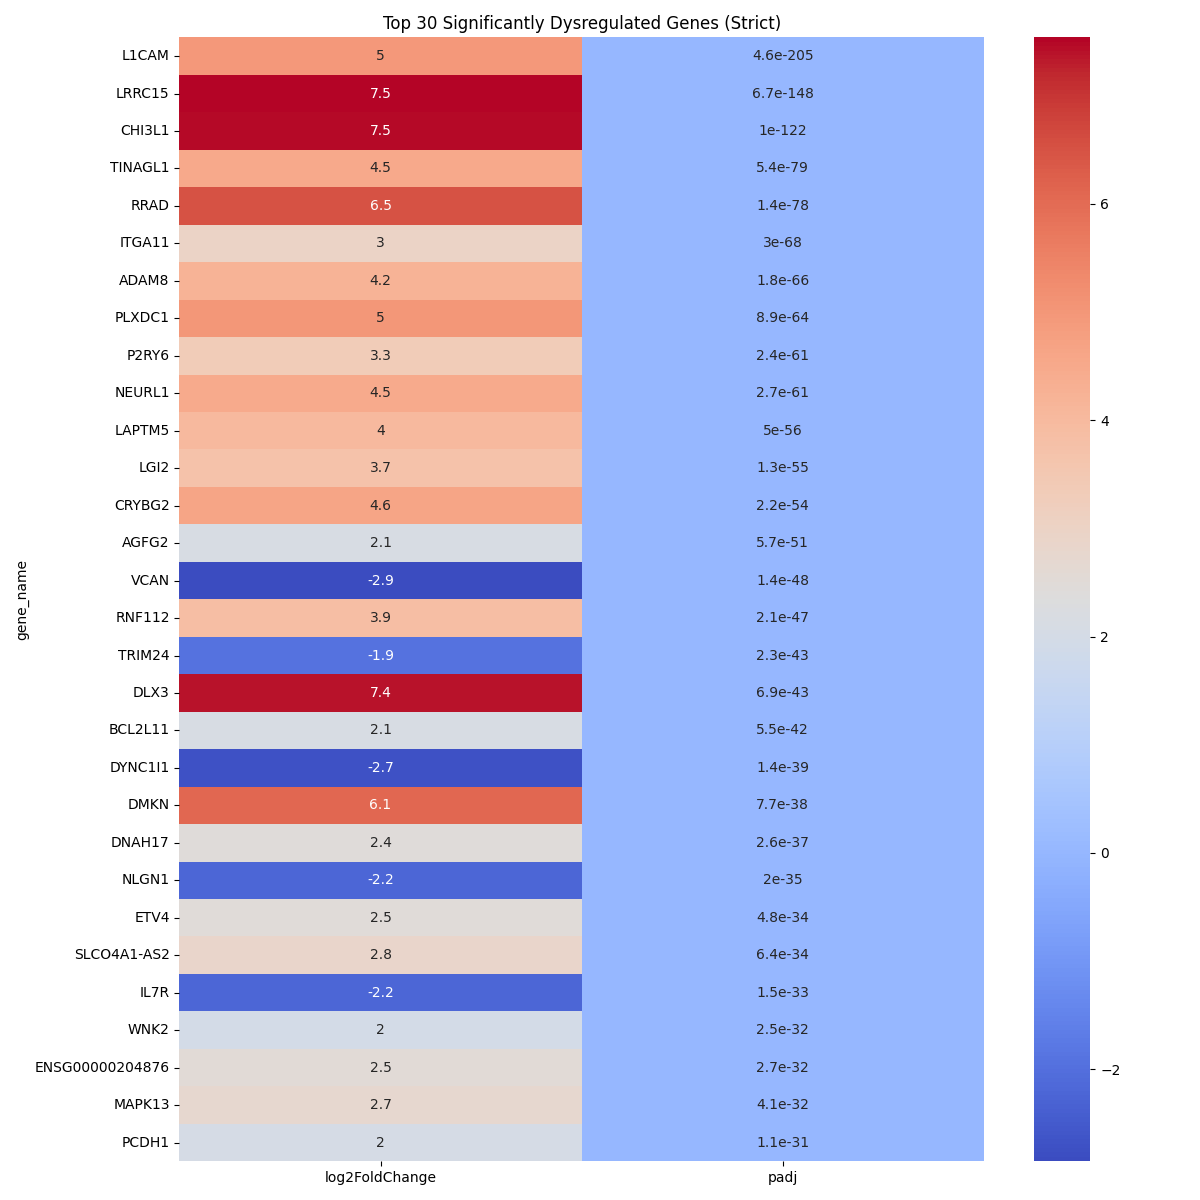 Top 30 Significantly Dysregulated Genes (Strict)
gene_name
L1CAM 5 4.6e-205
LRRC15 7.5 6.7e-148
CHI3L1 7.5 1e-122
TINAGL1 4.5 5.4e-79
RRAD 6.5 1.4e-78
ITGA11 3 3e-68
ADAM8 4.2 1.8e-66
PLXDC1 5 8.9e-64
P2RY6 3.3 2.4e-61
NEURL1 4.5 2.7e-61
LAPTM5 4 5e-56
LGI2 3.7 1.3e-55
CRYBG2 4.6 2.2e-54
AGFG2 2.1 5.7e-51
VCAN -2.9 1.4e-48
RNF112 3.9 2.1e-47
TRIM24 -1.9 2.3e-43
DLX3 7.4 6.9e-43
BCL2L11 2.1 5.5e-42
DYNC1I1 -2.7 1.4e-39
DMKN 6.1 7.7e-38
DNAH17 2.4 2.6e-37
NLGN1 -2.2 2e-35
ETV4 2.5 4.8e-34
SLCO4A1-AS2 2.8 6.4e-34
IL7R -2.2 1.5e-33
WNK2 2 2.5e-32
ENSG00000204876 2.5 2.7e-32
MAPK13 2.7 4.1e-32
PCDH1 2 1.1e-31
log2FoldChange padj
6
4
2
0
−2